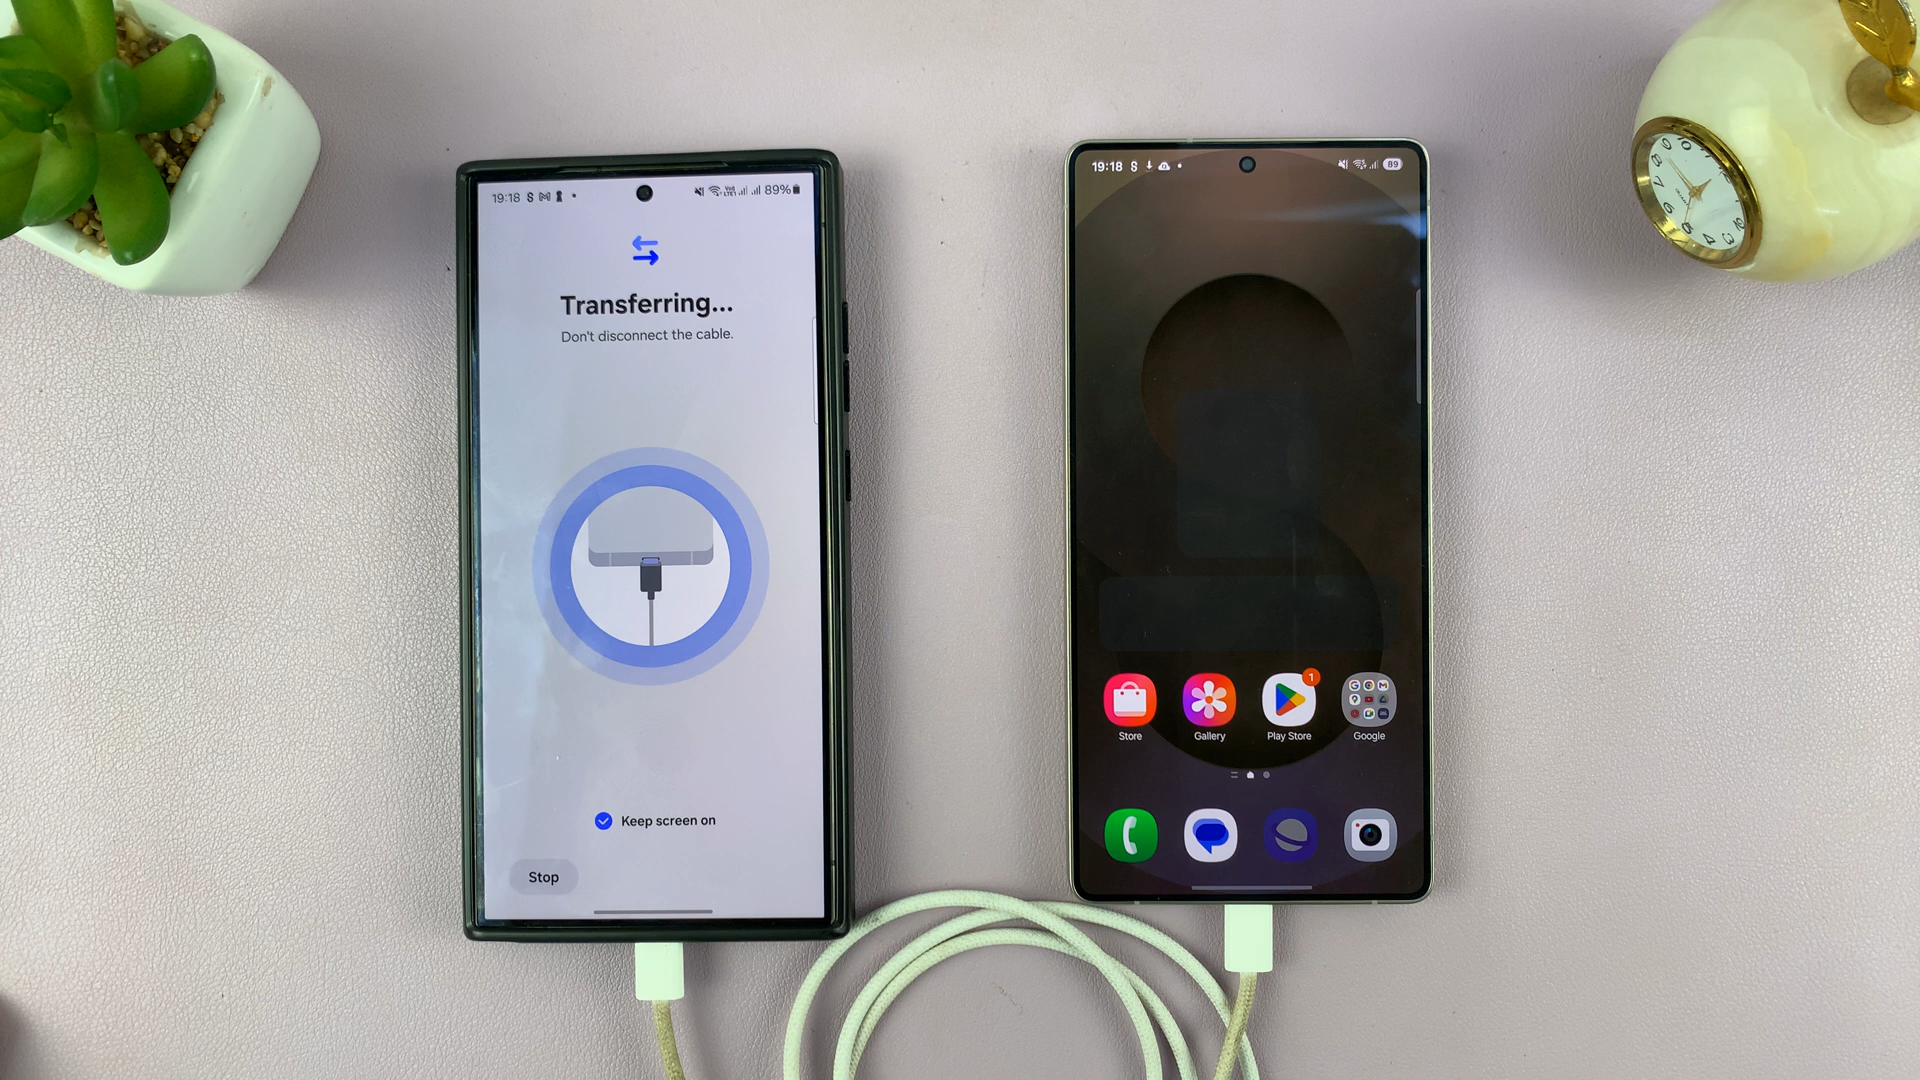 19:18
89%
Transferring...
Don't disconnect the cable.
Keep screen on
Stop
19:18
89
1
Store
Gallery
Play Store
Google